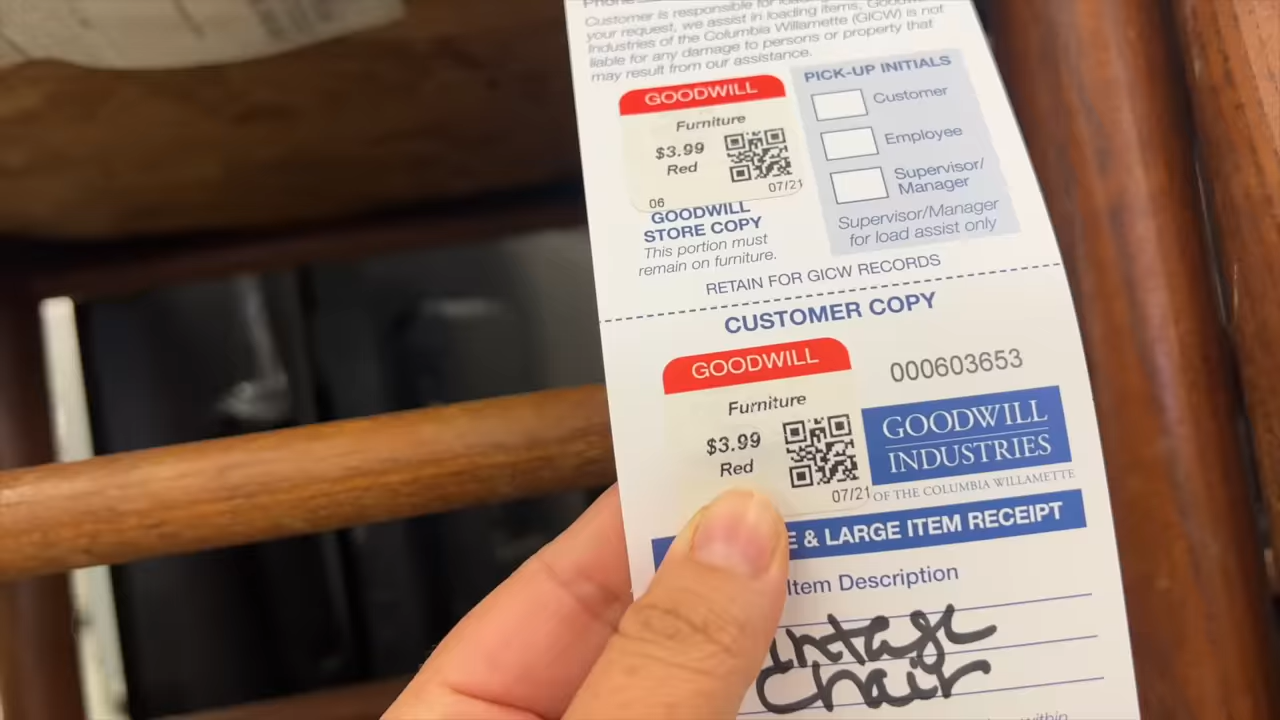 Customer is responsible for loading items.
your request, we assist in loading items. Goodwill
Industries of the Columbia Willamette (GICW) is not
liable for any damage to persons or property that
may result from our assistance.
GOODWILL
Furniture
$3.99
Red
06
07/21
PICK-UP INITIALS
Customer
Employee
Supervisor/
Manager
Supervisor/Manager
for load assist only
GOODWILL
STORE COPY
This portion must
remain on furniture.
RETAIN FOR GICW RECORDS
CUSTOMER COPY
GOODWILL
Furniture
$3.99
Red
07/21
000603653
GOODWILL
INDUSTRIES
OF THE COLUMBIA WILLAMETTE
E & LARGE ITEM RECEIPT
Item Description
intage
Chair
within